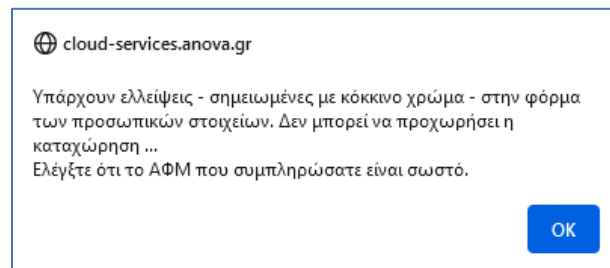 cloud-services.anova.gr
Υπάρχουν ελλείψεις - σημειωμένες με κόκκινο χρώμα - στην φόρμα
των προσωπικών στοιχείων. Δεν μπορεί να προχωρήσει η
καταχώρηση ...
Ελέγξτε ότι το ΑΦΜ που συμπληρώσατε είναι σωστό.
OK